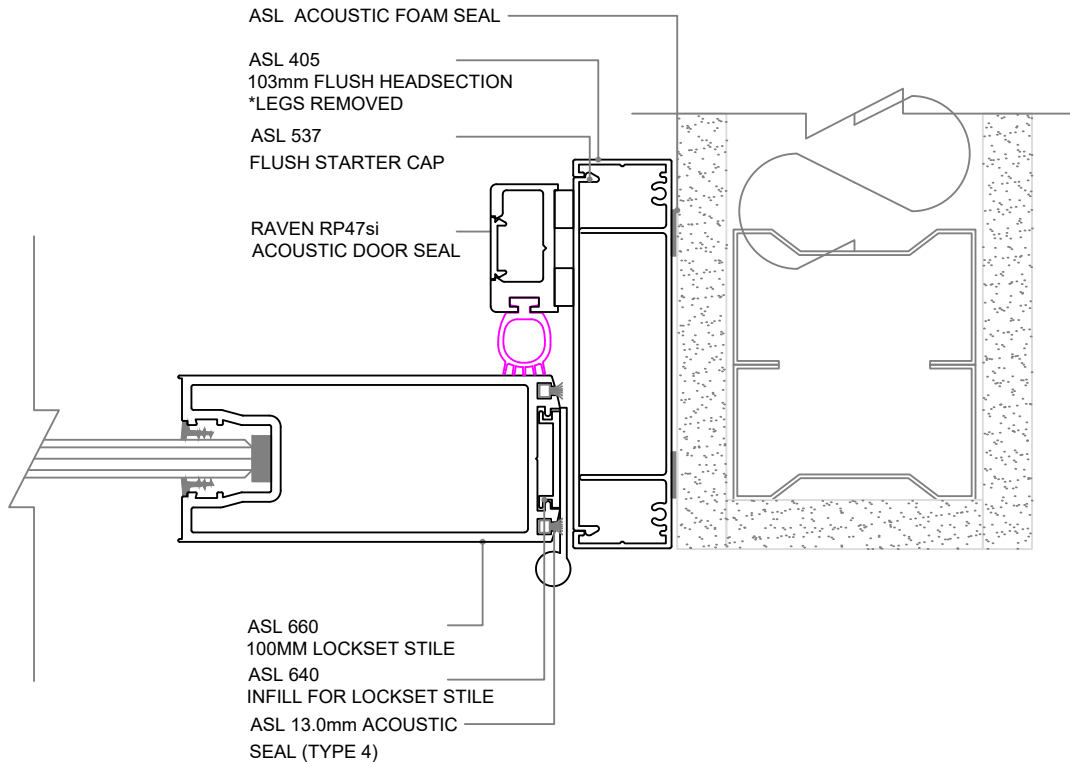 ASL ACOUSTIC FOAM SEAL
ASL 405
103mm FLUSH HEADSECTION
*LEGS REMOVED
ASL 537
FLUSH STARTER CAP
RAVEN RP47si
ACOUSTIC DOOR SEAL
ASL 660
100MM LOCKSET STILE
ASL 640
INFILL FOR LOCKSET STILE
ASL 13.0mm ACOUSTIC
SEAL (TYPE 4)